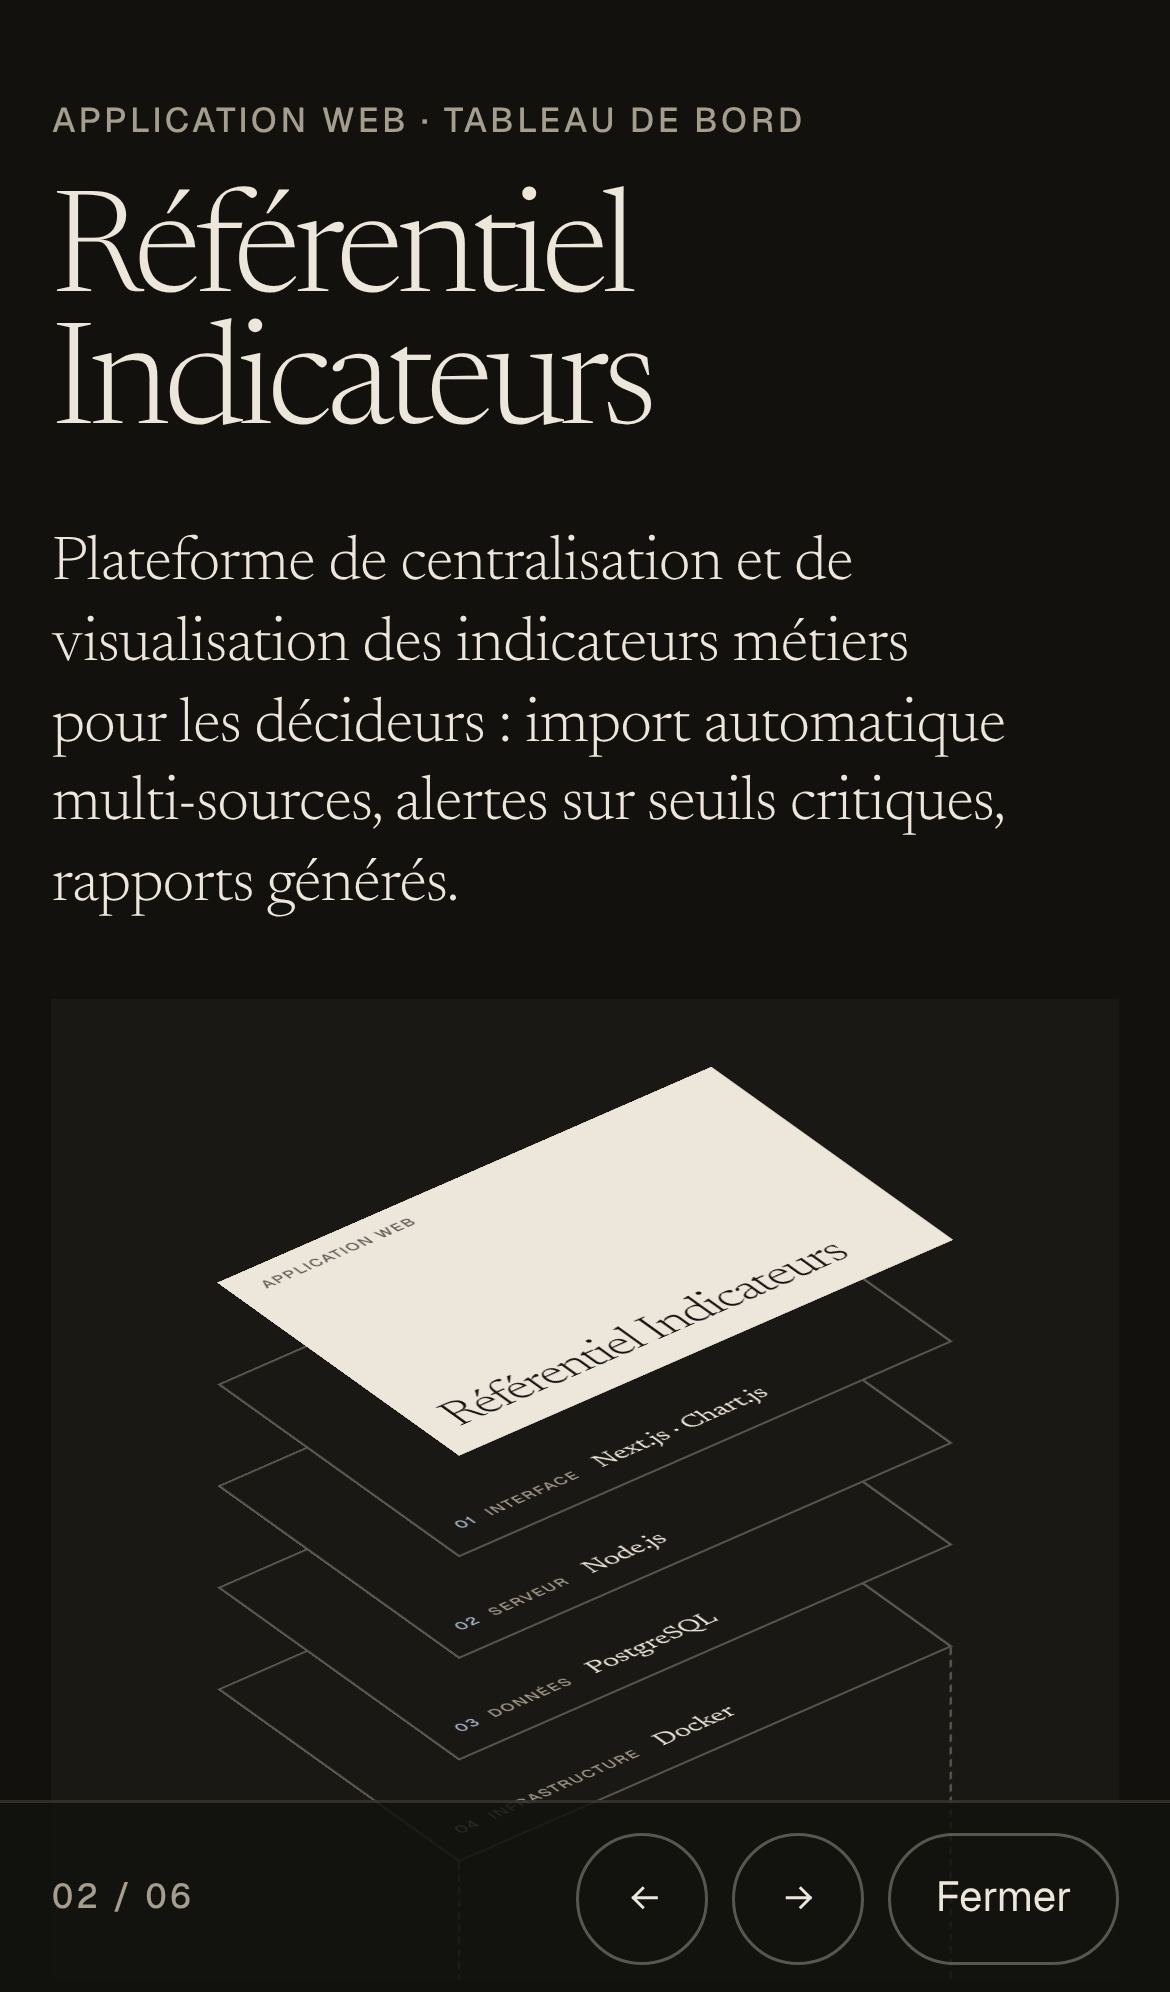 APPLICATION WEB · TABLEAU DE BORD
Référentiel
Indicateurs
Plateforme de centralisation et de
visualisation des indicateurs métiers
pour les décideurs : import automatique
multi-sources, alertes sur seuils critiques,
rapports générés.
APPLICATION WEB
Référentiel Indicateurs
01 INTERFACE Next.js · Chart.js
02 SERVEUR Node.js
03 DONNÉES PostgreSQL
04 INFRASTRUCTURE Docker
02 / 06
← → Fermer